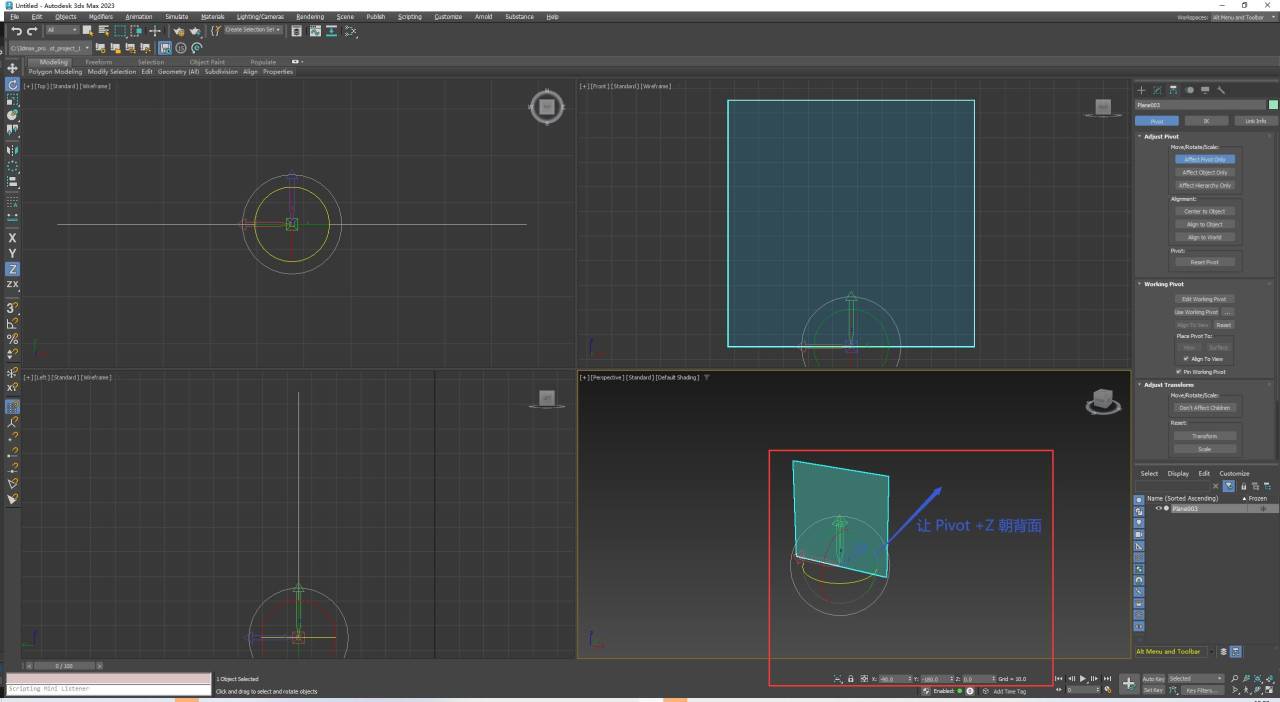 Untitled - Autodesk 3ds Max 2023
File Edit Objects Modifiers Animation Simulate Materials Lighting/Cameras Rendering Scene Publish Scripting Customize Arnold Substance Help
Workspaces: Alt Menu and Toolbar
All
Create Selection Set
C:\3dmax_pro...st_project_1
Modeling Freeform Selection Object Paint Populate
Polygon Modeling Modify Selection Edit Geometry (All) Subdivision Align Properties
[+] [Top] [Standard] [Wireframe]
[+] [Front] [Standard] [Wireframe]
[+] [Left] [Standard] [Wireframe]
[+] [Perspective] [Standard] [Default Shading]
让 Pivot +Z 朝背面
X
Y
Z
ZX
Plane003
Pivot IK Link Info
Adjust Pivot
Move/Rotate/Scale:
Affect Pivot Only
Affect Object Only
Affect Hierarchy Only
Alignment:
Center to Object
Align to Object
Align to World
Pivot:
Reset Pivot
Working Pivot
Edit Working Pivot
Use Working Pivot ...
Align To View Reset
Place Pivot To:
View Surface
Align To View
Pin Working Pivot
Adjust Transform
Move/Rotate/Scale:
Don't Affect Children
Reset:
Transform
Scale
Select Display Edit Customize
Name (Sorted Ascending) Frozen
Plane003
Alt Menu and Toolbar
0 / 100
1 Object Selected
Scripting Mini Listener
Click and drag to select and rotate objects
X: -90.0 Y: -180.0 Z: 0.0 Grid = 10.0
Enabled: Add Time Tag
0
Auto Key Selected
Set Key Key Filters...